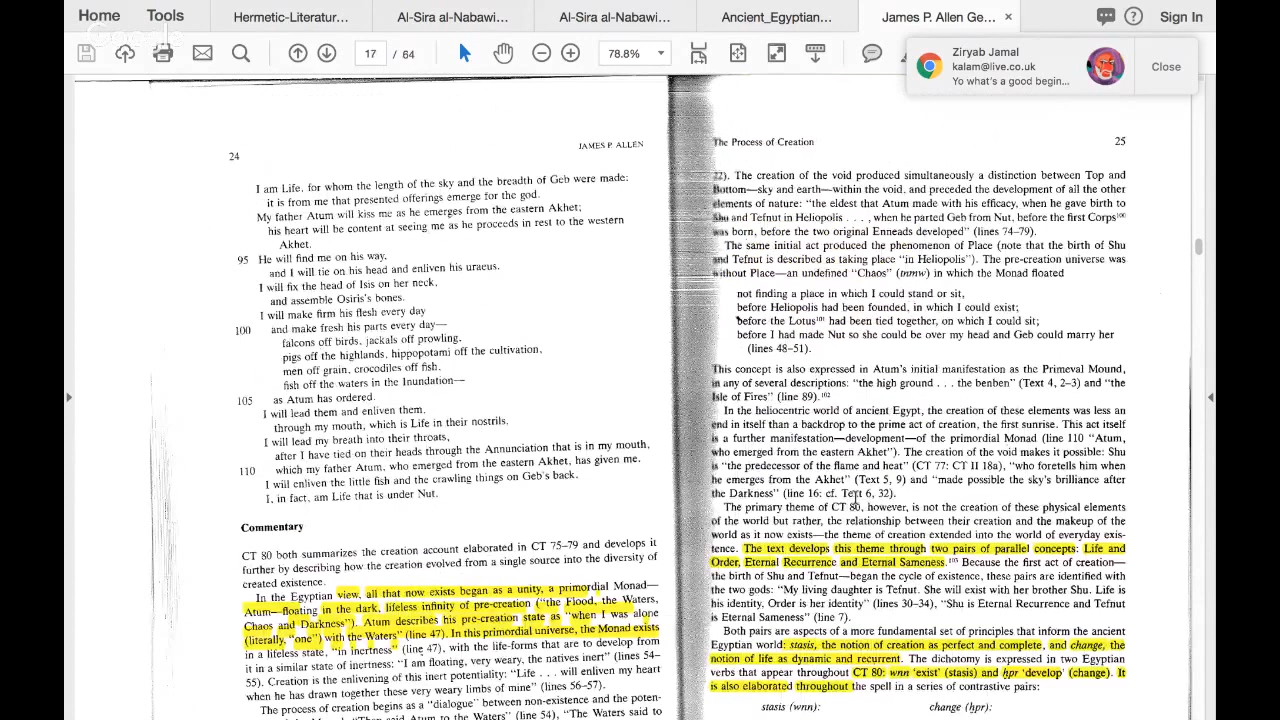 Home Tools Hermetic-Literatur... Al-Sira al-Nabawi... Al-Sira al-Nabawi... Ancient_Egyptian... James P. Allen Ge... × Sign In
17 / 64 78.8%
Ziryab Jamal
kalam@live.co.uk
Yo what's a good begin...
Close
24 JAMES P. ALLEN
I am Life, for whom the length of the sky and the breadth of Geb were made:
it is from me that presented offerings emerge for the god.
My father Atum will kiss me as he emerges from the eastern Akhet;
his heart will be content at seeing me as he proceeds in rest to the western
Akhet.
95 He will find me on his way,
and I will tie on his head and enliven his uraeus.
I will fix the head of Isis on her neck,
and assemble Osiris's bones.
I will make firm his flesh every day
100 and make fresh his parts every day—
falcons off birds, jackals off prowling,
pigs off the highlands, hippopotami off the cultivation,
men off grain, crocodiles off fish,
fish off the waters in the Inundation—
105 as Atum has ordered.
I will lead them and enliven them,
through my mouth, which is Life in their nostrils,
I will lead my breath into their throats,
after I have tied on their heads through the Annunciation that is in my mouth,
110 which my father Atum, who emerged from the eastern Akhet, has given me.
I will enliven the little fish and the crawling things on Geb's back.
I, in fact, am Life that is under Nut.
Commentary
CT 80 both summarizes the creation account elaborated in CT 75–79 and develops it
further by describing how the creation evolved from a single source into the diversity of
created existence.
In the Egyptian view, all that now exists began as a unity, a primordial Monad—
Atum—floating in the dark, lifeless infinity of pre-creation ("the Flood, the Waters,
Chaos and Darkness"). Atum describes his pre-creation state as "when I was alone
(literally, "one") with the Waters" (line 47). In this primordial universe, the Monad exists
in a lifeless state, "in inertness" (line 47), with the life-forms that are to develop from
it in a similar state of inertness: "I am floating, very weary, the natives inert" (lines 54–
55). Creation is the enlivening of this inert potentiality: "Life . . . will enliven my heart
when he has drawn together these very weary limbs of mine" (lines 56–57).
The process of creation begins as a "dialogue" between non-existence and the poten-
"Then said Atum to the Waters" (line 54), "The Waters said to
The Process of Creation 25
22). The creation of the void produced simultaneously a distinction between Top and
Bottom—sky and earth—within the void, and preceded the development of all the other
elements of nature: "the eldest that Atum made with his efficacy, when he gave birth to
Shu and Tefnut in Heliopolis . . . , when he parted Geb from Nut, before the first Corps
was born, before the two original Enneads developed" (lines 74–79).
The same initial act produced the phenomenon of Place (note that the birth of Shu
and Tefnut is described as taking place "in Heliopolis"). The pre-creation universe was
without Place—an undefined "Chaos" (tnmw) in which the Monad floated
not finding a place in which I could stand or sit,
before Heliopolis had been founded, in which I could exist;
before the Lotus¹⁰¹ had been tied together, on which I could sit;
before I had made Nut so she could be over my head and Geb could marry her
(lines 48–51).
This concept is also expressed in Atum's initial manifestation as the Primeval Mound,
in any of several descriptions: "the high ground . . . the benben" (Text 4, 2–3) and "the
Isle of Fires" (line 89).¹⁰²
In the heliocentric world of ancient Egypt, the creation of these elements was less an
end in itself than a backdrop to the prime act of creation, the first sunrise. This act itself
is a further manifestation—development—of the primordial Monad (line 110 "Atum,
who emerged from the eastern Akhet"). The creation of the void makes it possible: Shu
is "the predecessor of the flame and heat" (CT 77: CT II 18a), "who foretells him when
he emerges from the Akhet" (Text 5, 9) and "made possible the sky's brilliance after
the Darkness" (line 16: cf. Text 6, 32).
The primary theme of CT 80, however, is not the creation of these physical elements
of the world but rather, the relationship between their creation and the makeup of the
world as it now exists—the theme of creation extended into the world of everyday exis-
tence. The text develops this theme through two pairs of parallel concepts: Life and
Order, Eternal Recurrence and Eternal Sameness.¹⁰³ Because the first act of creation—
the birth of Shu and Tefnut—began the cycle of existence, these pairs are identified with
the two gods: "My living daughter is Tefnut. She will exist with her brother Shu. Life is
his identity, Order is her identity" (lines 30–34), "Shu is Eternal Recurrence and Tefnut
is Eternal Sameness" (line 7).
Both pairs are aspects of a more fundamental set of principles that inform the ancient
Egyptian world: stasis, the notion of creation as perfect and complete, and change, the
notion of life as dynamic and recurrent. The dichotomy is expressed in two Egyptian
verbs that appear throughout CT 80: wnn 'exist' (stasis) and ḫpr 'develop' (change). It
is also elaborated throughout the spell in a series of contrastive pairs:
stasis (wnn): change (ḫpr):